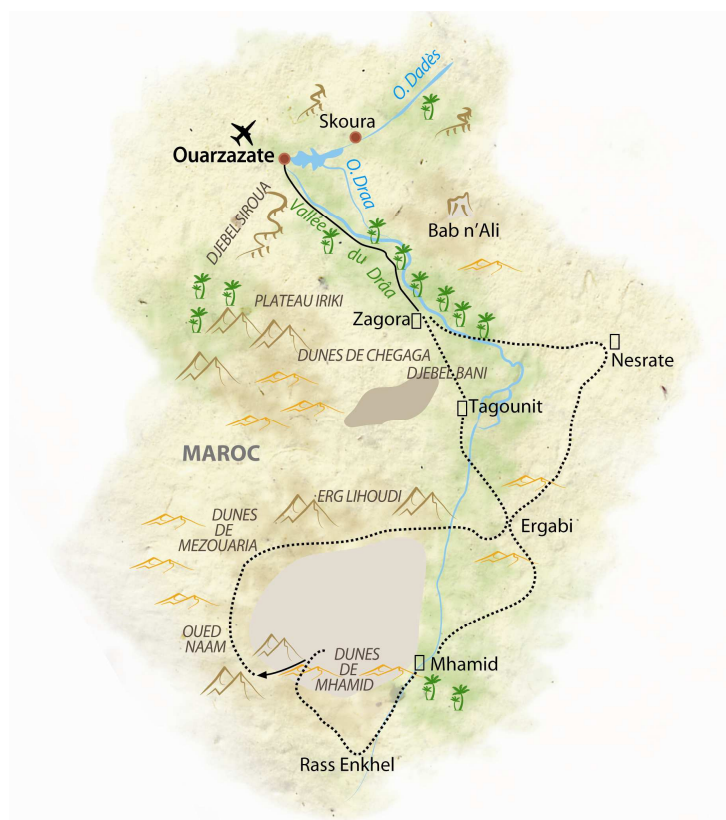 O. Dadès
Skoura
Ouarzazate
O. Draa
DJEBEL SIROUA
Vallée
du Drâa
Bab n'Ali
PLATEAU IRIKI
Zagora
DUNES DE CHEGAGA
Nesrate
DJEBEL BANI
Tagounit
MAROC
ERG LIHOUDI
DUNES
DE
MEZOUARIA
Ergabi
OUED
NAAM
DUNES
DE
MHAMID
Mhamid
Rass Enkhel